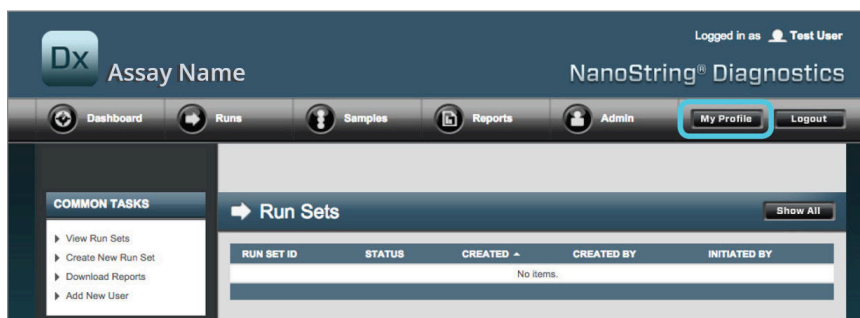 Logged in as Test User
Dx Assay Name
NanoString® Diagnostics
Dashboard Runs Samples Reports Admin My Profile Logout
COMMON TASKS
View Run Sets
Create New Run Set
Download Reports
Add New User
Run Sets
Show All
RUN SET ID STATUS CREATED CREATED BY INITIATED BY
No items.